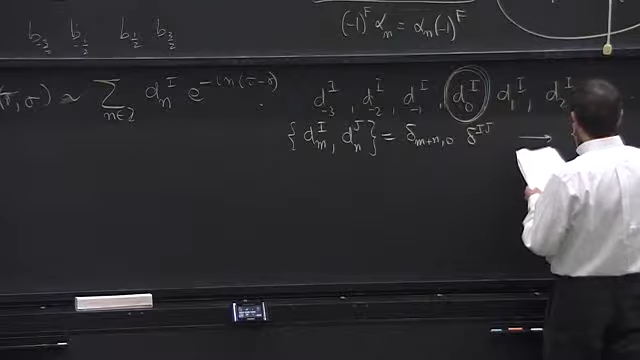 b_{-3/2} b_{-1/2} b_{1/2} b_{3/2}
(-1)^F α_n = α_n (-1)^F
(τ, σ) ~ ∑_{n∈Z} d_n^I e^{-in(τ-σ)}
d_{-3}^I , d_{-2}^I , d_{-1}^I , d_0^I , d_1^I , d_2^I
{ d_m^I , d_n^J } = δ_{m+n,0} δ^{IJ} →